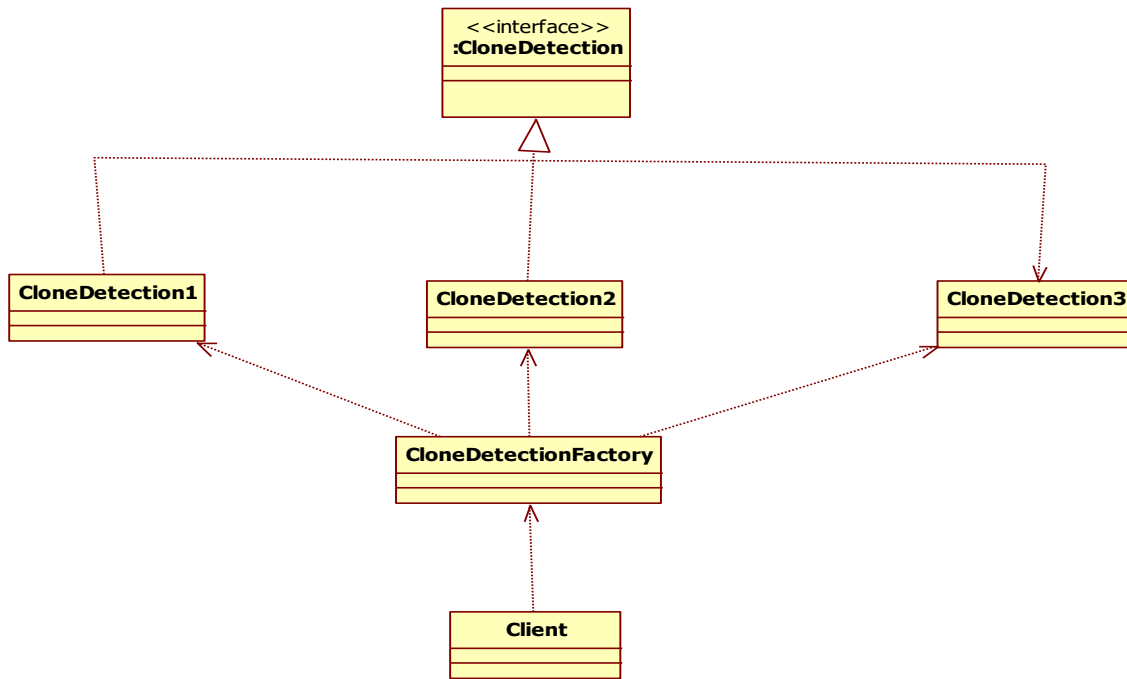 <<interface>>
:CloneDetection
CloneDetection1
CloneDetection2
CloneDetection3
CloneDetectionFactory
Client